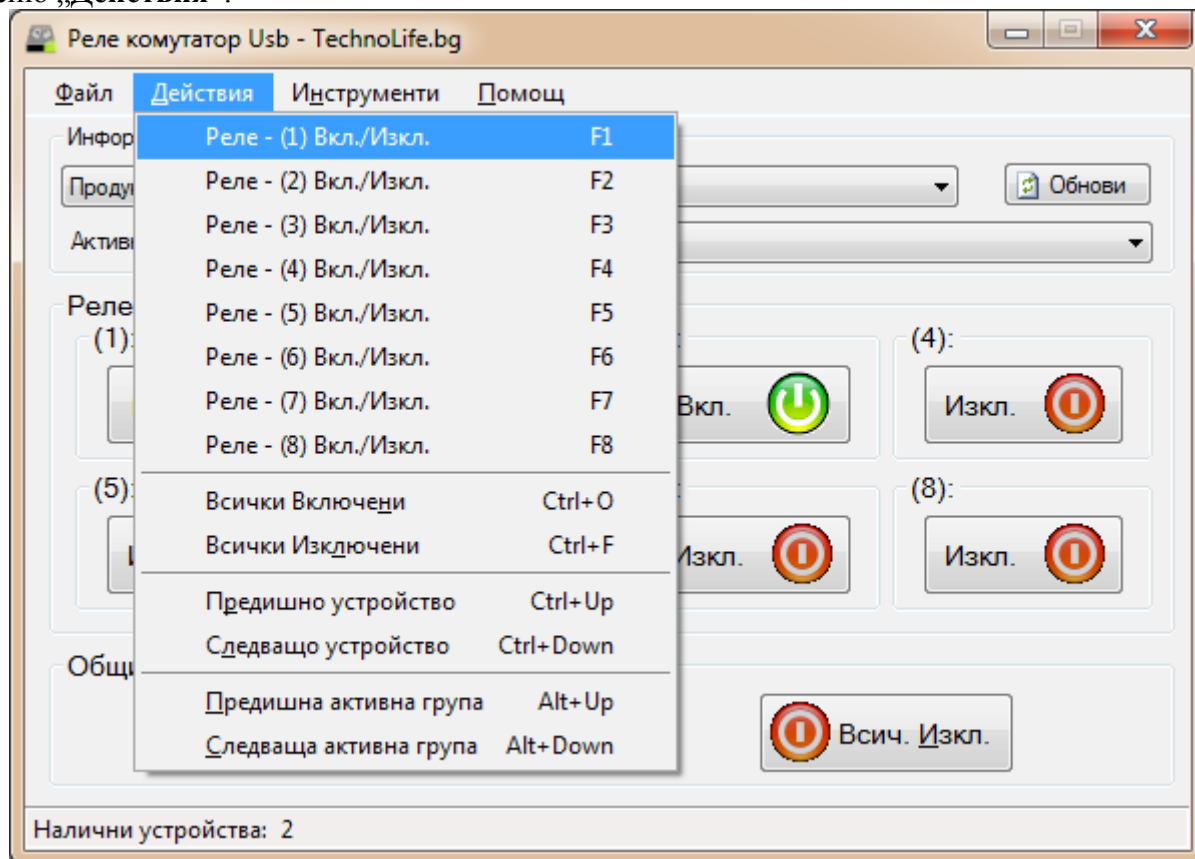 „Действия“.
Реле комутатор Usb - TechnoLife.bg
Файл Действия Инструменти Помощ
Реле - (1) Вкл./Изкл. F1
Реле - (2) Вкл./Изкл. F2
Обнови
Реле - (3) Вкл./Изкл. F3
Реле - (4) Вкл./Изкл. F4
Реле - (5) Вкл./Изкл. F5
Реле
(1):
(4):
Реле - (6) Вкл./Изкл. F6
Реле - (7) Вкл./Изкл. F7
Вкл.
Изкл.
Реле - (8) Вкл./Изкл. F8
(5):
(8):
Всички Включени Ctrl+O
Всички Изключени Ctrl+F
Изкл.
Изкл.
Предишно устройство Ctrl+Up
Следващо устройство Ctrl+Down
Предишна активна група Alt+Up
Следваща активна група Alt+Down
Всич. Изкл.
Налични устройства: 2